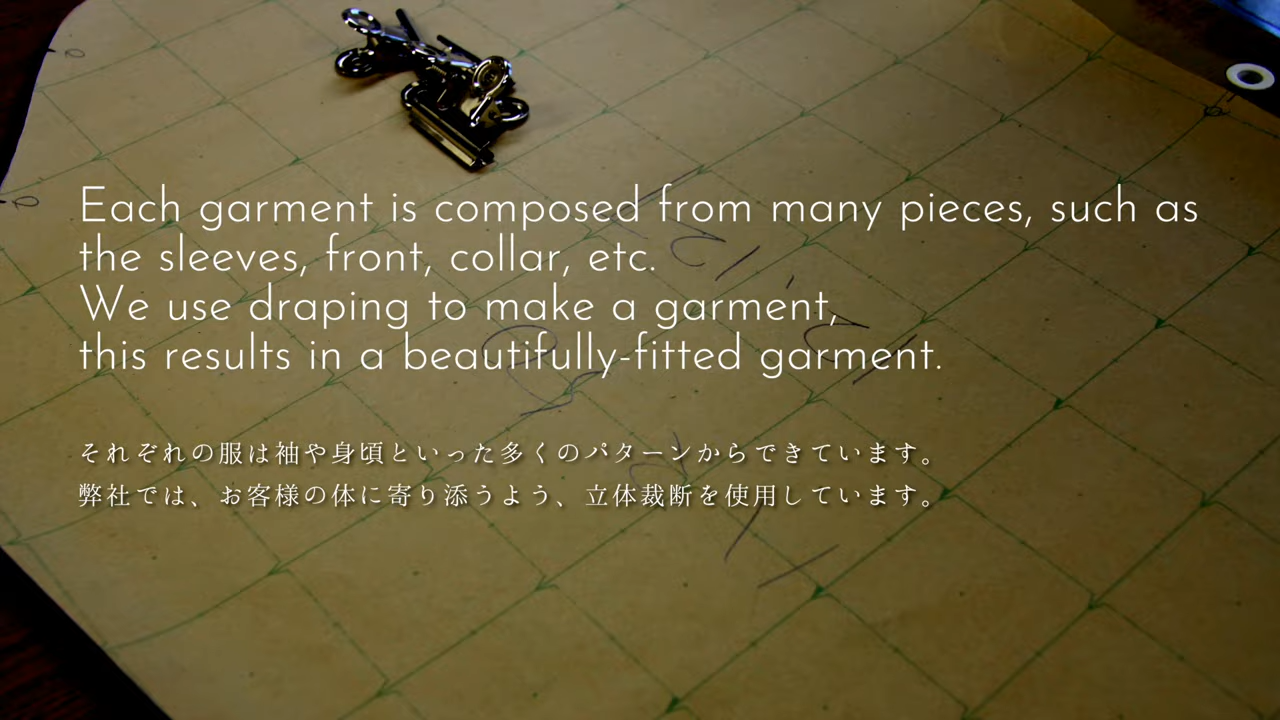 Each garment is composed from many pieces, such as
the sleeves, front, collar, etc.
We use draping to make a garment,
this results in a beautifully-fitted garment.
それぞれの服は袖や身頃といった多くのパターンからできています。
弊社では、お客様の体に寄り添うよう、立体裁断を使用しています。